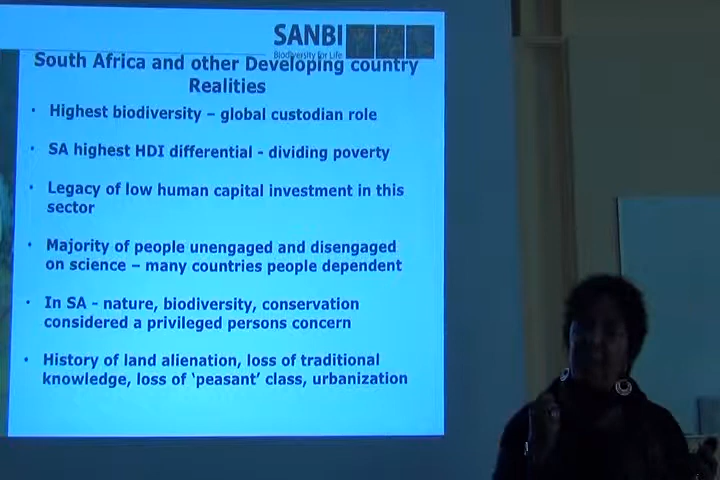 SANBI
Biodiversity for Life
South Africa and other Developing country
Realities
• Highest biodiversity – global custodian role
• SA highest HDI differential - dividing poverty
• Legacy of low human capital investment in this
sector
• Majority of people unengaged and disengaged
on science – many countries people dependent
• In SA - nature, biodiversity, conservation
considered a privileged persons concern
• History of land alienation, loss of traditional
knowledge, loss of ‘peasant’ class, urbanization